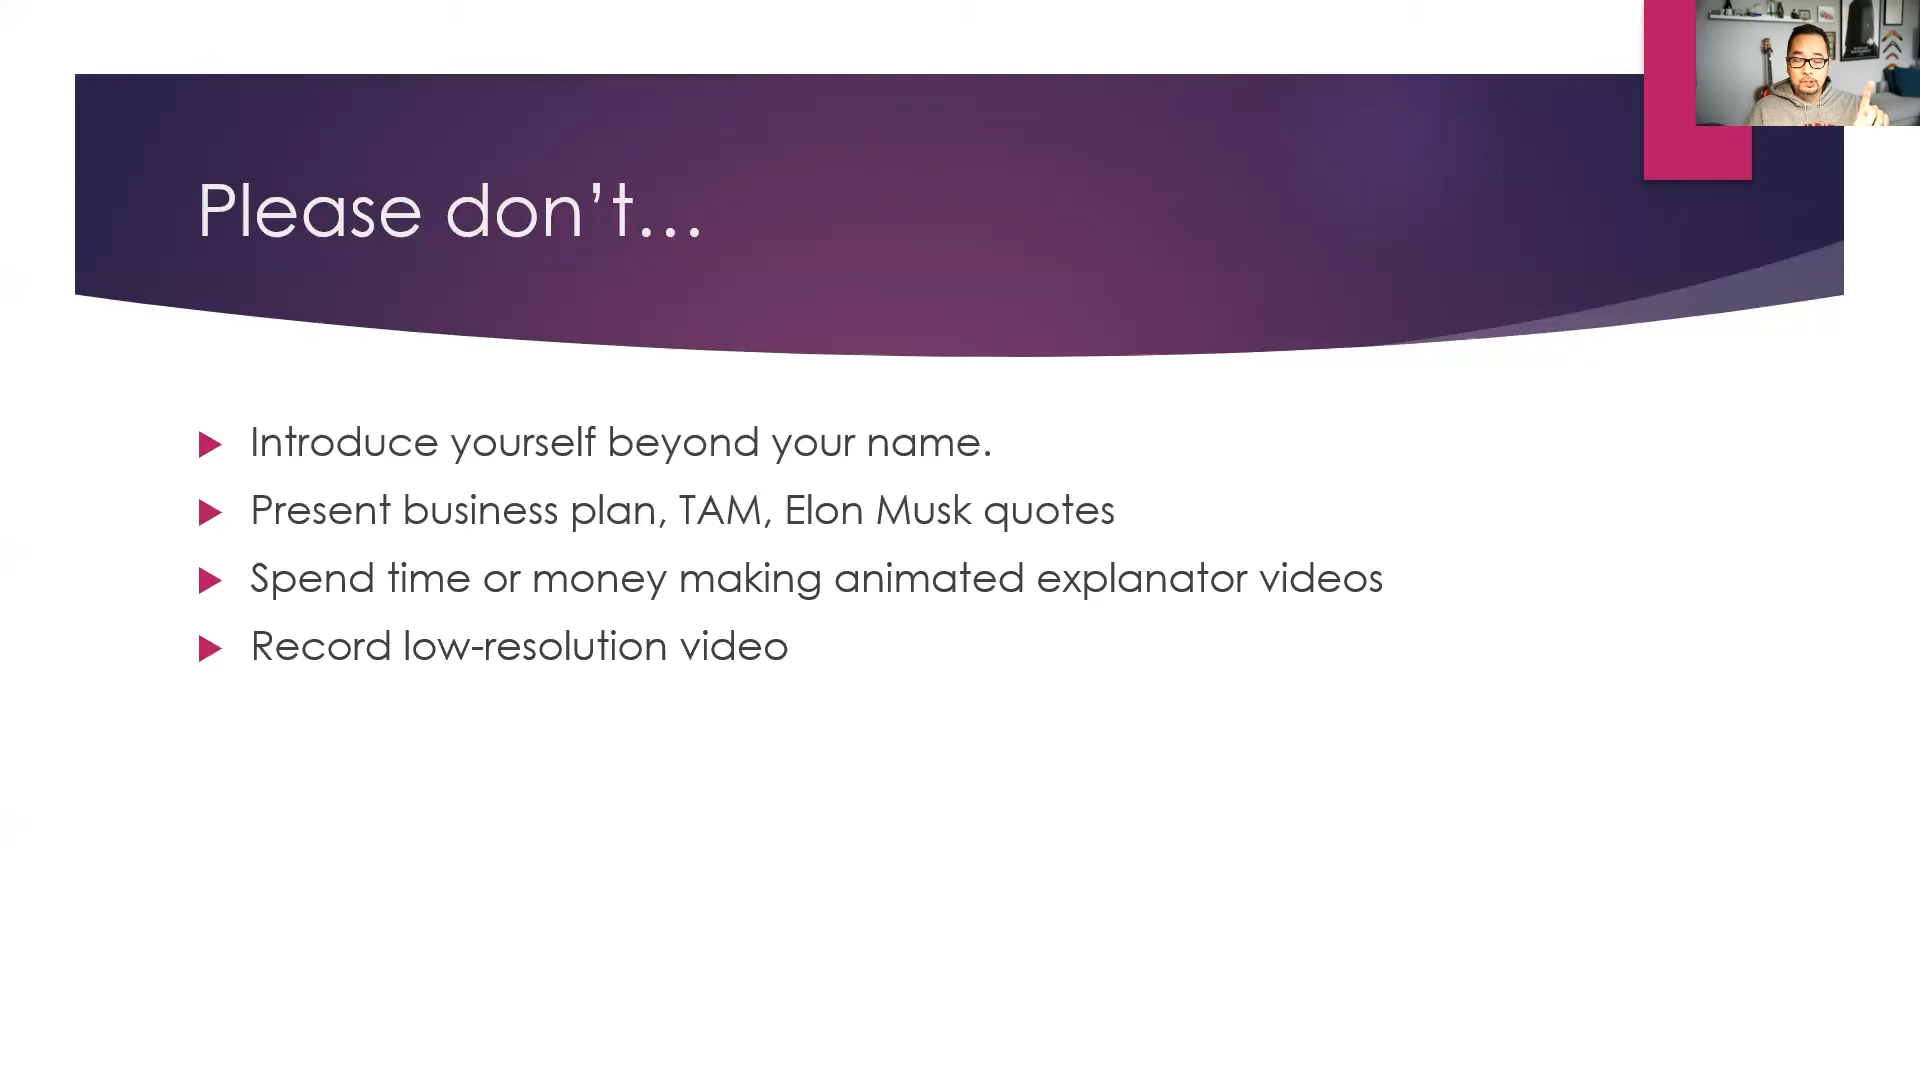 Please don’t…
Introduce yourself beyond your name.
Present business plan, TAM, Elon Musk quotes
Spend time or money making animated explanator videos
Record low-resolution video